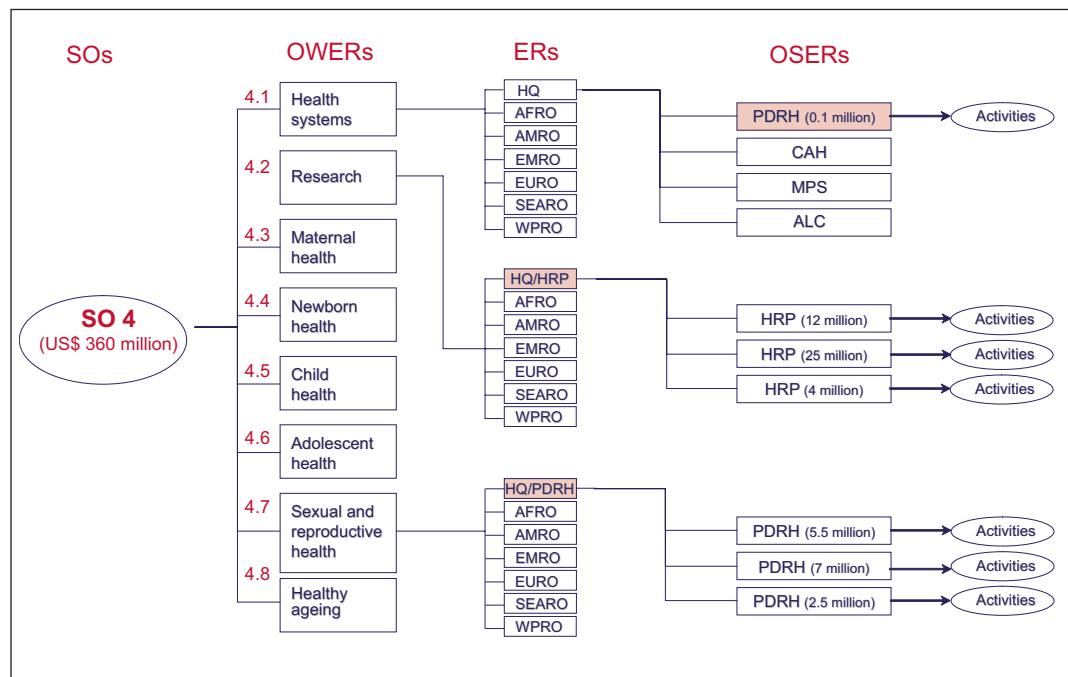 SOs
OWERs
ERs
OSERs
SO 4
(US$ 360 million)
4.1
Health
systems
4.2
Research
4.3
Maternal
health
4.4
Newborn
health
4.5
Child
health
4.6
Adolescent
health
4.7
Sexual and
reproductive
health
4.8
Healthy
ageing
HQ
AFRO
AMRO
EMRO
EURO
SEARO
WPRO
HQ/HRP
AFRO
AMRO
EMRO
EURO
SEARO
WPRO
HQ/PDRH
AFRO
AMRO
EMRO
EURO
SEARO
WPRO
PDRH (0.1 million)
Activities
CAH
MPS
ALC
HRP (12 million)
Activities
HRP (25 million)
Activities
HRP (4 million)
Activities
PDRH (5.5 million)
Activities
PDRH (7 million)
Activities
PDRH (2.5 million)
Activities